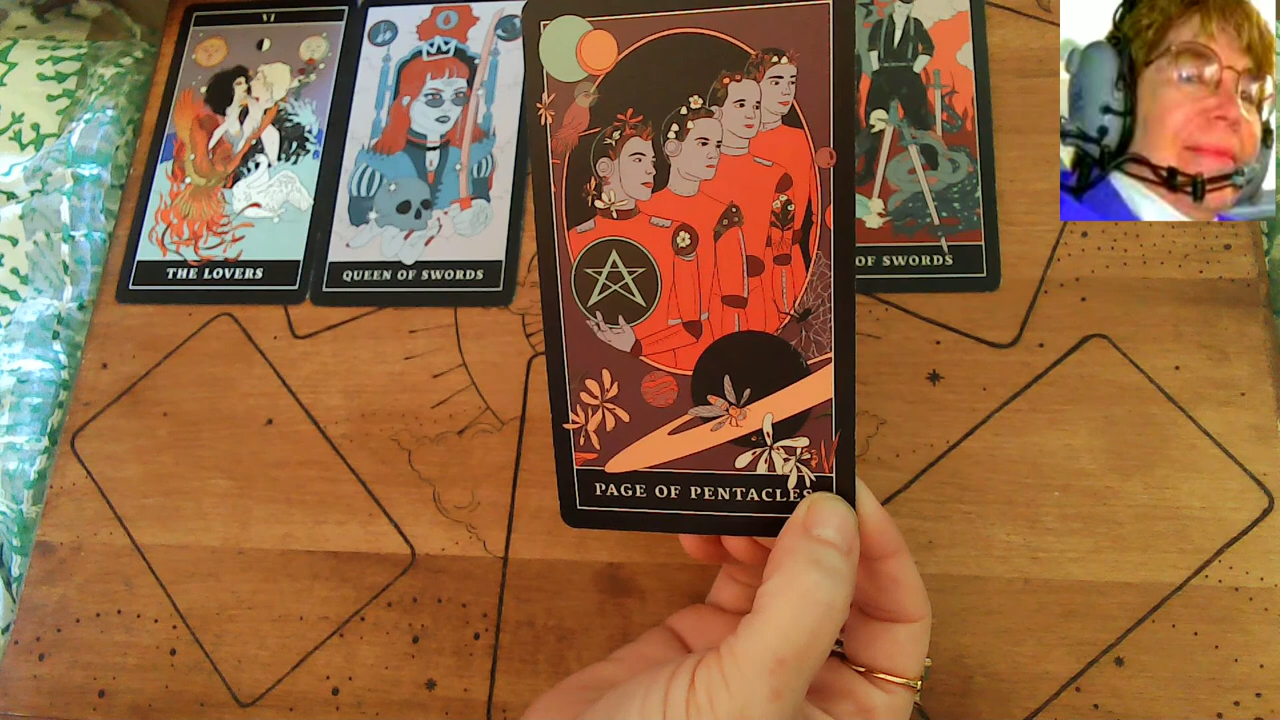 VI
THE LOVERS
QUEEN OF SWORDS
PAGE OF PENTACLES
OF SWORDS